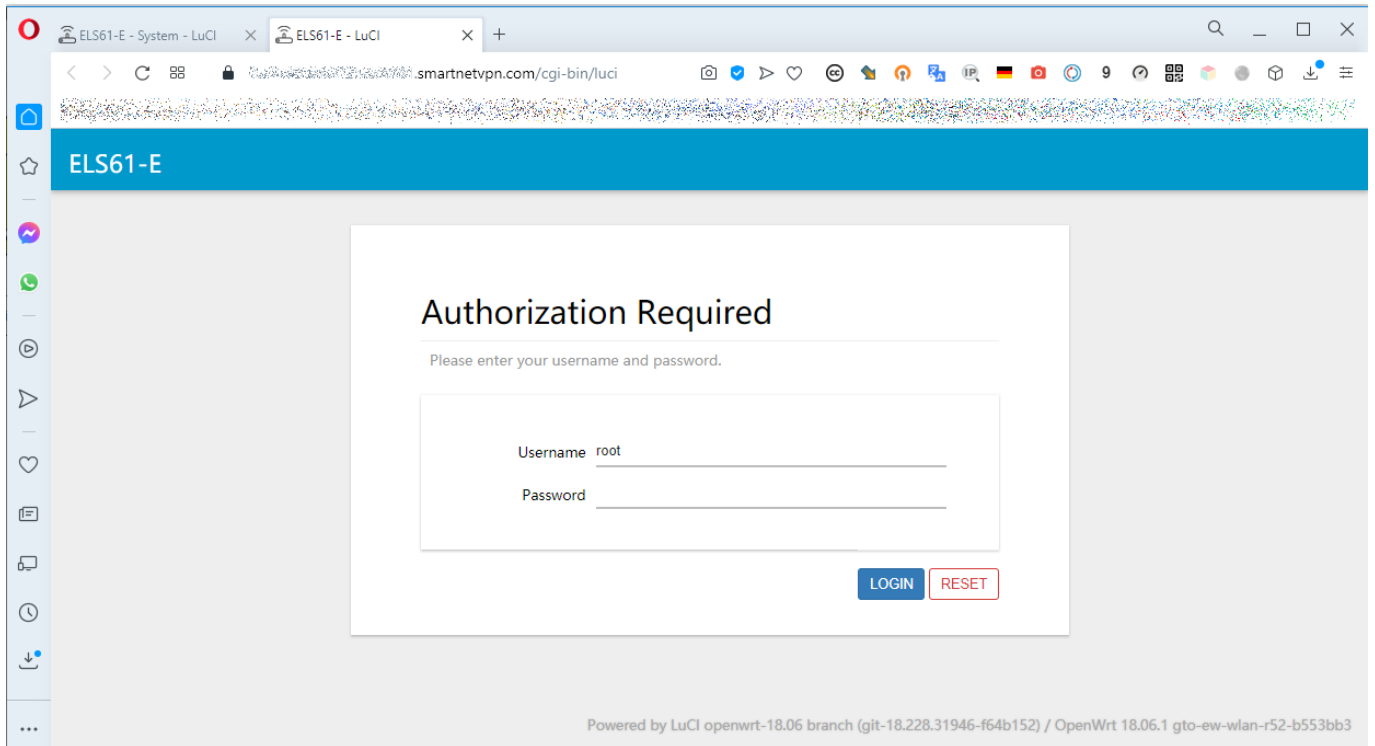 ELS61-E - System - LuCI
ELS61-E - LuCI
.smartnetvpn.com/cgi-bin/luci
cc
IP
9
ELS61-E
Authorization Required
Please enter your username and password.
Username root
Password
LOGIN RESET
Powered by LuCI openwrt-18.06 branch (git-18.228.31946-f64b152) / OpenWrt 18.06.1 gto-ew-wlan-r52-b553bb3